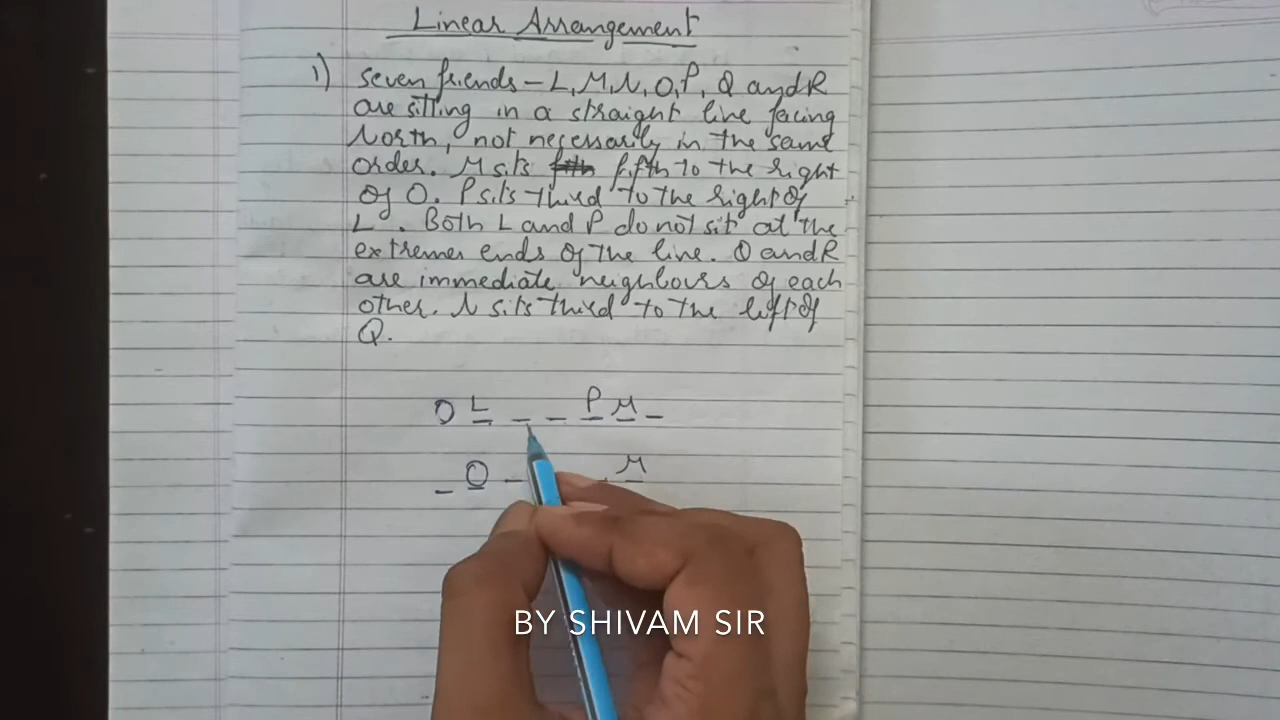 Linear Arrangement
1) Seven friends - L, M, N, O, P, Q and R
are sitting in a straight line facing
North, not necessarily in the same
order. M sits fifth to the right
of O. P sits third to the right of
L. Both L and P do not sit at the
extreme ends of the line. Q and R
are immediate neighbours of each
other. N sits third to the left of
Q.
O L _ _ P M _
_ O _ _ M
BY SHIVAM SIR